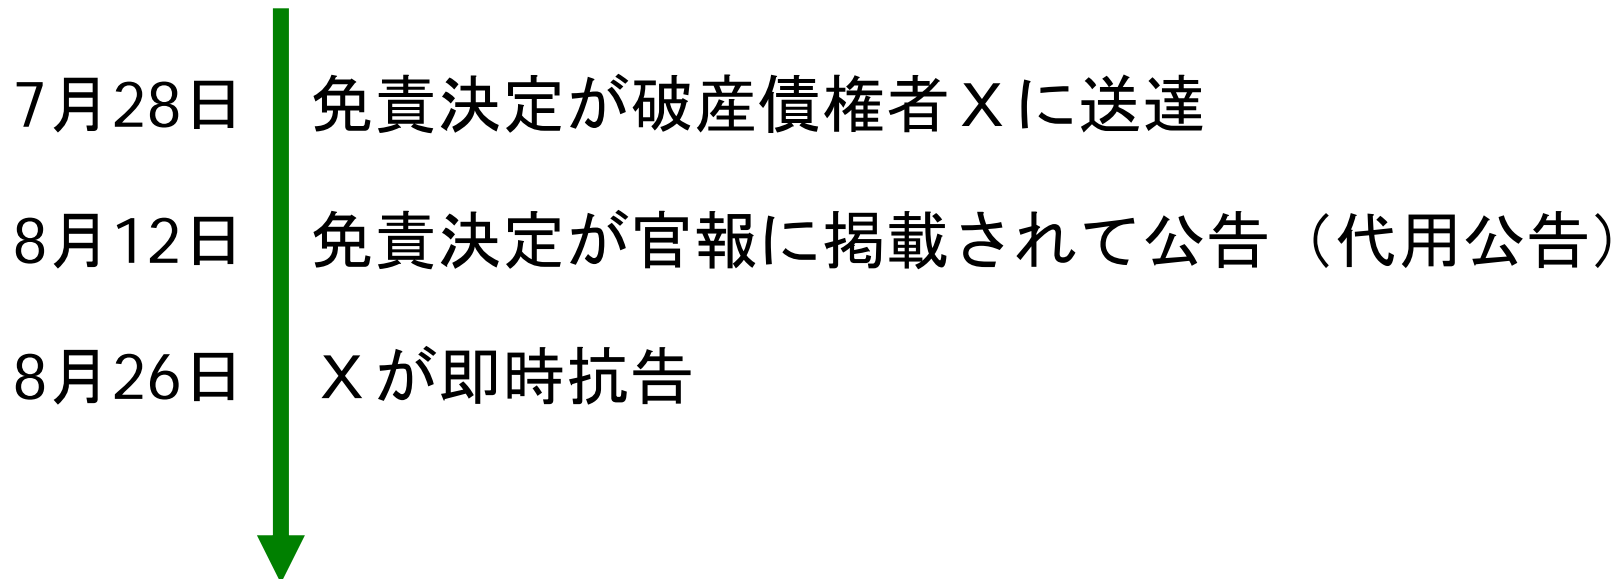 7月28日 免責決定が破産債権者Xに送達
8月12日 免責決定が官報に掲載されて公告（代用公告）
8月26日 Xが即時抗告